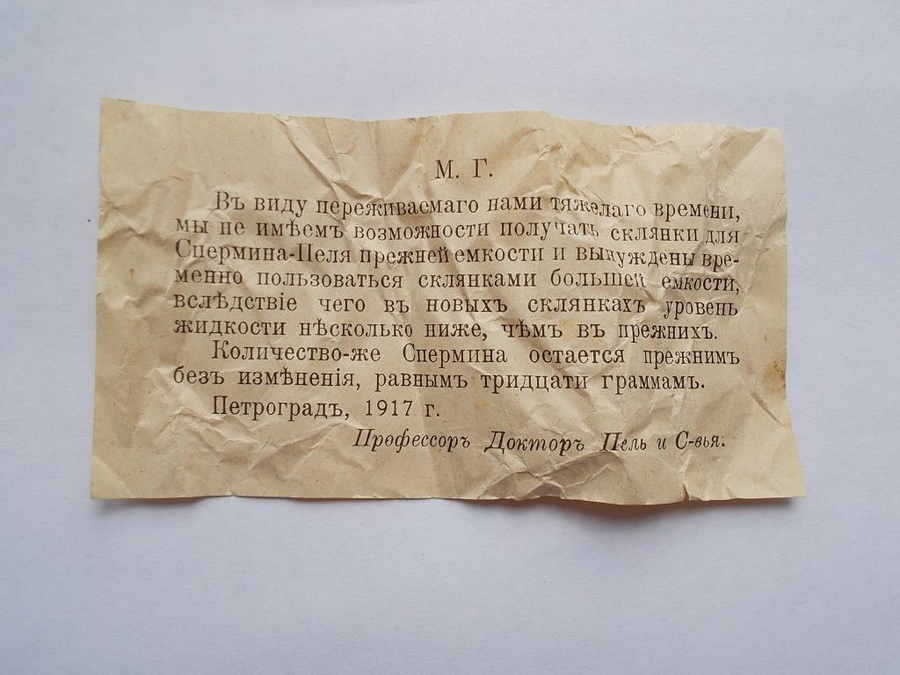 М. Г.
Въ виду переживаемаго нами тяжелаго времени,
мы не имѣемъ возможности получать склянки для
Спермина-Пеля прежней емкости и вынуждены вре-
менно пользоваться склянками большей емкости,
вслѣдствіе чего въ новыхъ склянкахъ уровень
жидкости нѣсколько ниже, чѣмъ въ прежнихъ.
Количество-же Спермина остается прежнимъ
безъ измѣненія, равнымъ тридцати граммамъ.
Петроградъ, 1917 г.
Профессоръ Докторъ Пель и С-вья.